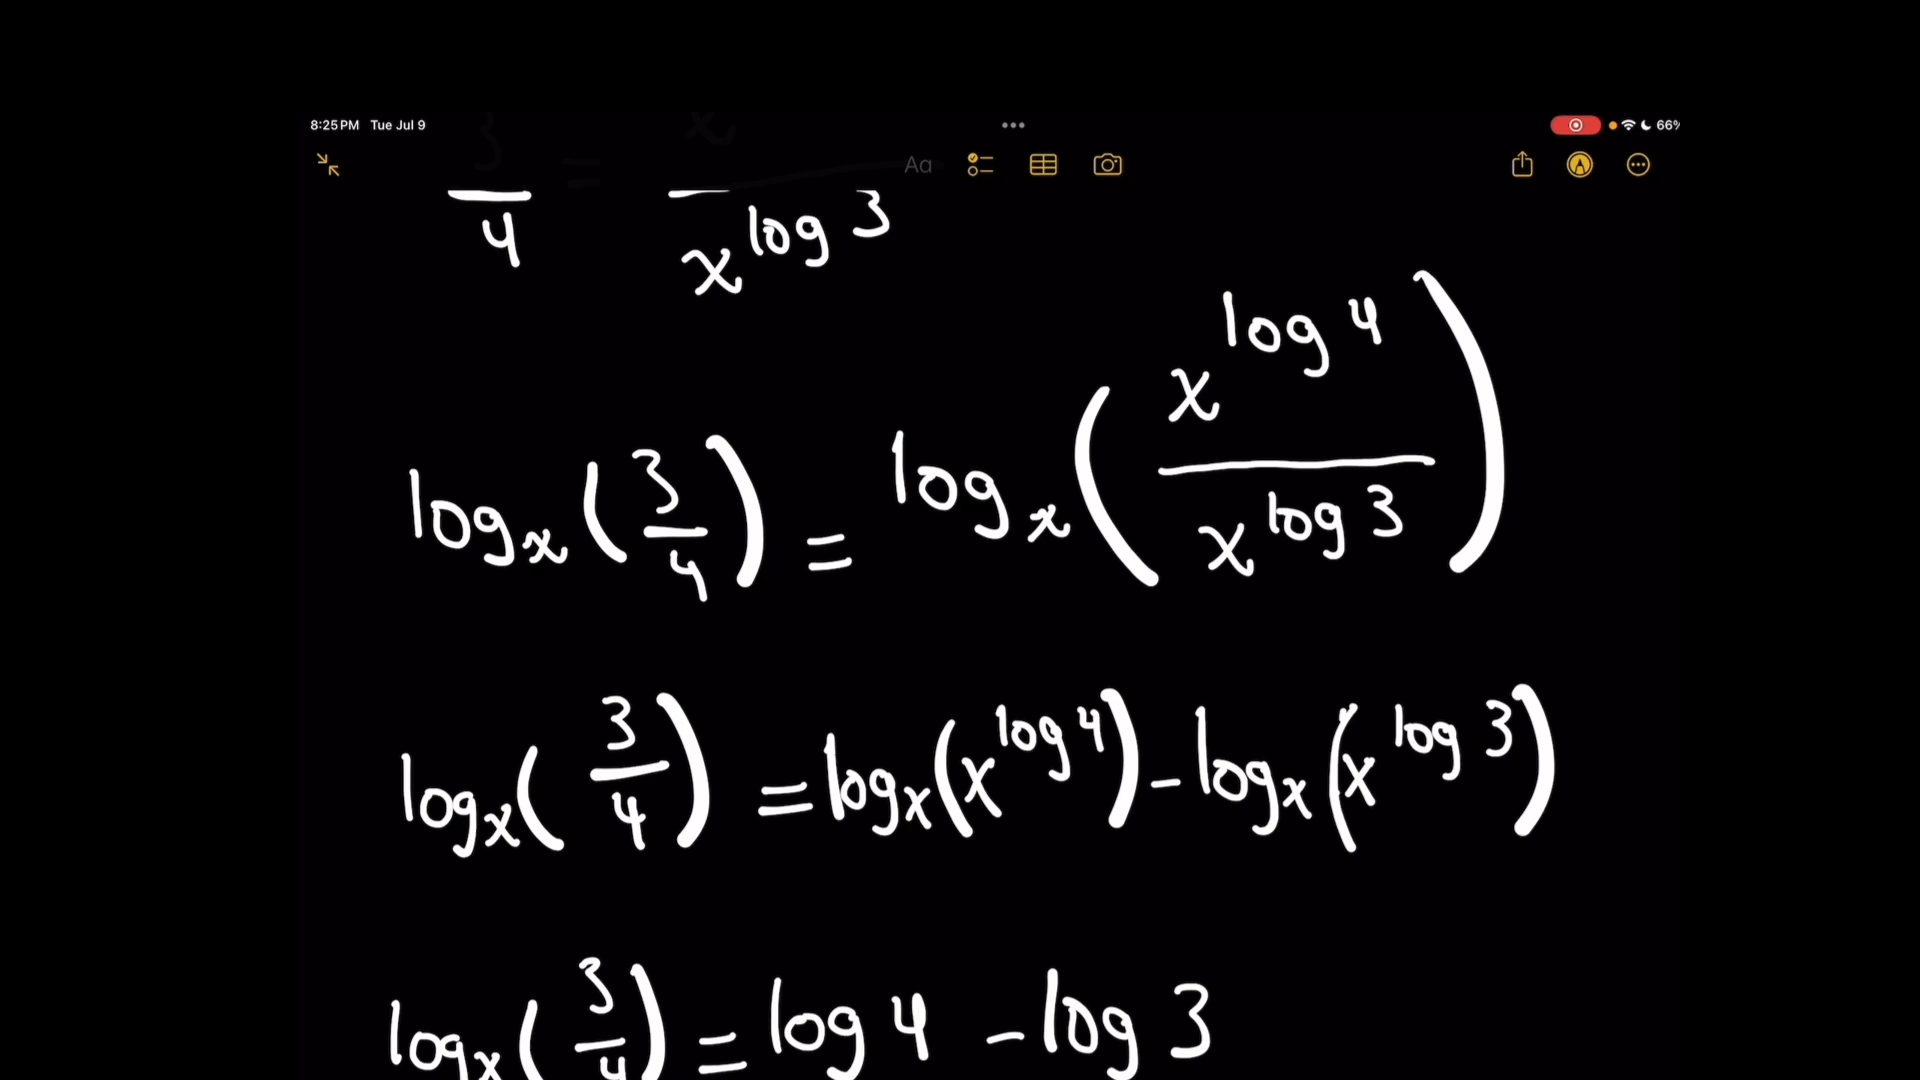 8:25 PM Tue Jul 9 66%
Aa
3/4 = x/x^log 3
log_x(3/4) = log_x(x^log 4/x^log 3)
log_x(3/4) = log_x(x^log 4) - log_x(x^log 3)
log_x(3/4) = log 4 - log 3